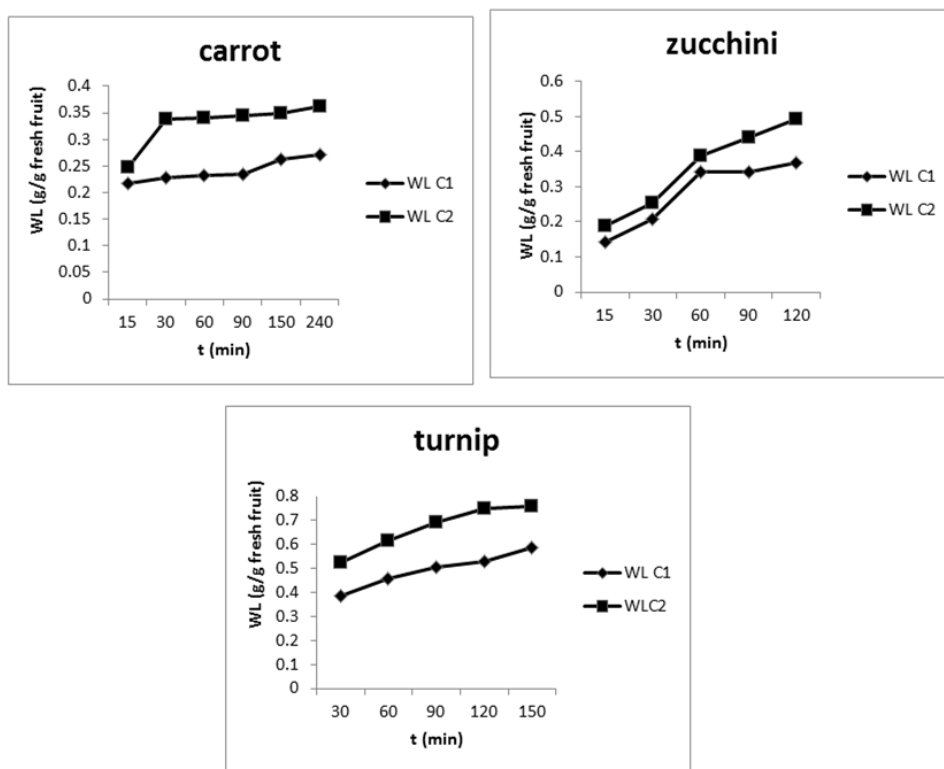 carrot
WL (g/g fresh fruit)
0.4
0.35
0.3
0.25
0.2
0.15
0.1
0.05
0
15 30 60 90 150 240
t (min)
WL C1
WL C2
zucchini
WL (g/g fresh fruit)
0.6
0.5
0.4
0.3
0.2
0.1
0
15 30 60 90 120
t (min)
WL C1
WL C2
turnip
WL (g/g fresh fruit)
0.8
0.7
0.6
0.5
0.4
0.3
0.2
0.1
0
30 60 90 120 150
t (min)
WL C1
WLC2